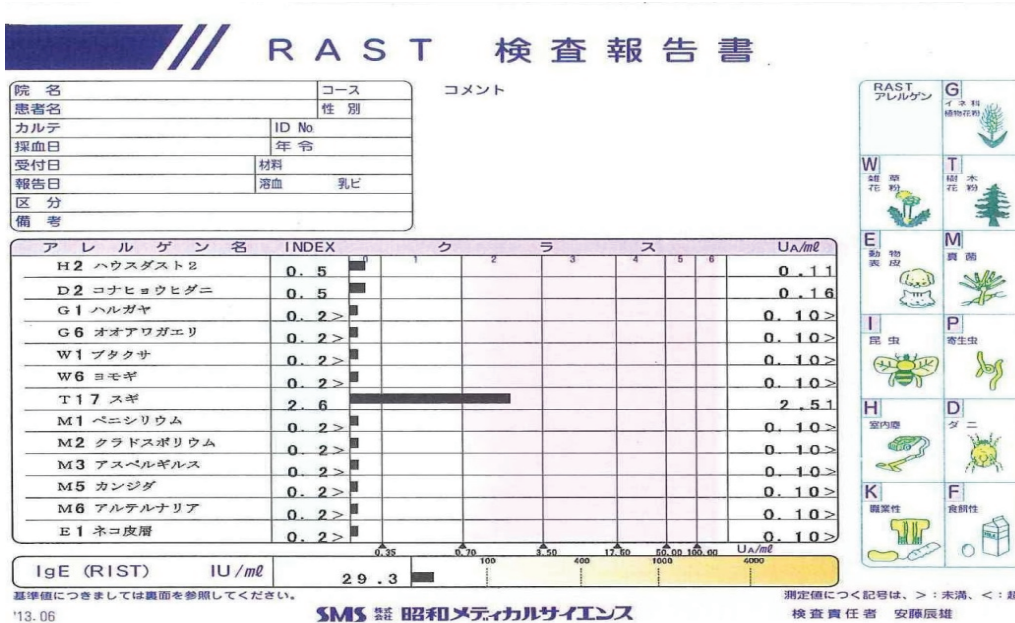 RAST 検査報告書
院 名 コース
患者名 性 別
カルテ ID No
採血日 年 令
受付日 材料
報告日 溶血 乳ビ
区 分
備 考
コメント
アレルゲン名 INDEX クラス UA/mℓ
0 1 2 3 4 5 6
H2 ハウスダスト2 0.5 0.11
D2 コナヒョウヒダニ 0.5 0.16
G1 ハルガヤ 0.2> 0.10>
G6 オオアワガエリ 0.2> 0.10>
W1 ブタクサ 0.2> 0.10>
W6 ヨモギ 0.2> 0.10>
T17 スギ 2.6 2.51
M1 ペニシリウム 0.2> 0.10>
M2 クラドスポリウム 0.2> 0.10>
M3 アスペルギルス 0.2> 0.10>
M5 カンジダ 0.2> 0.10>
M6 アルテルナリア 0.2> 0.10>
E1 ネコ皮屑 0.2> 0.10>
0.35 0.70 3.50 17.50 50.00 100.00 UA/mℓ
100 400 1000 4000
IgE (RIST) IU/mℓ 29.3
基準値につきましては裏面を参照してください。
測定値につく記号は、>:未満、<:超
'13.06
SMS 株式会社 昭和メディカルサイエンス
検査責任者 安藤辰雄
RAST
アレルゲン
G
イネ科
植物花粉
W
雑草
花粉
T
樹木
花粉
E
動物
表皮
M
真菌
I
昆虫
P
寄生虫
H
室内塵
D
ダニ
K
職業性
F
食餌性